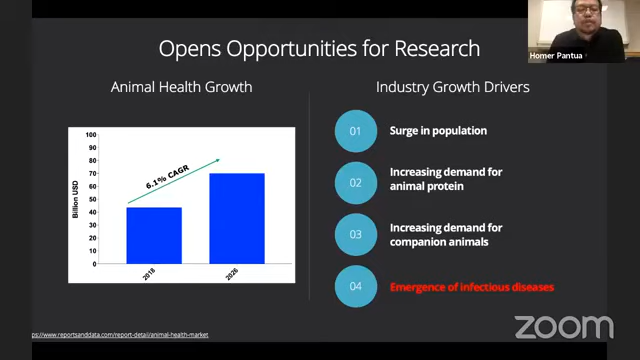 Opens Opportunities for Research
Homer Pantua
Animal Health Growth
Industry Growth Drivers
100
90
80
70
60
50
40
30
20
10
0
Billion USD
6.1% CAGR
2018
2026
01
Surge in population
02
Increasing demand for
animal protein
03
Increasing demand for
companion animals
04
Emergence of infectious diseases
ps://www.reportsanddata.com/report-detail/animal-health-market
zoom